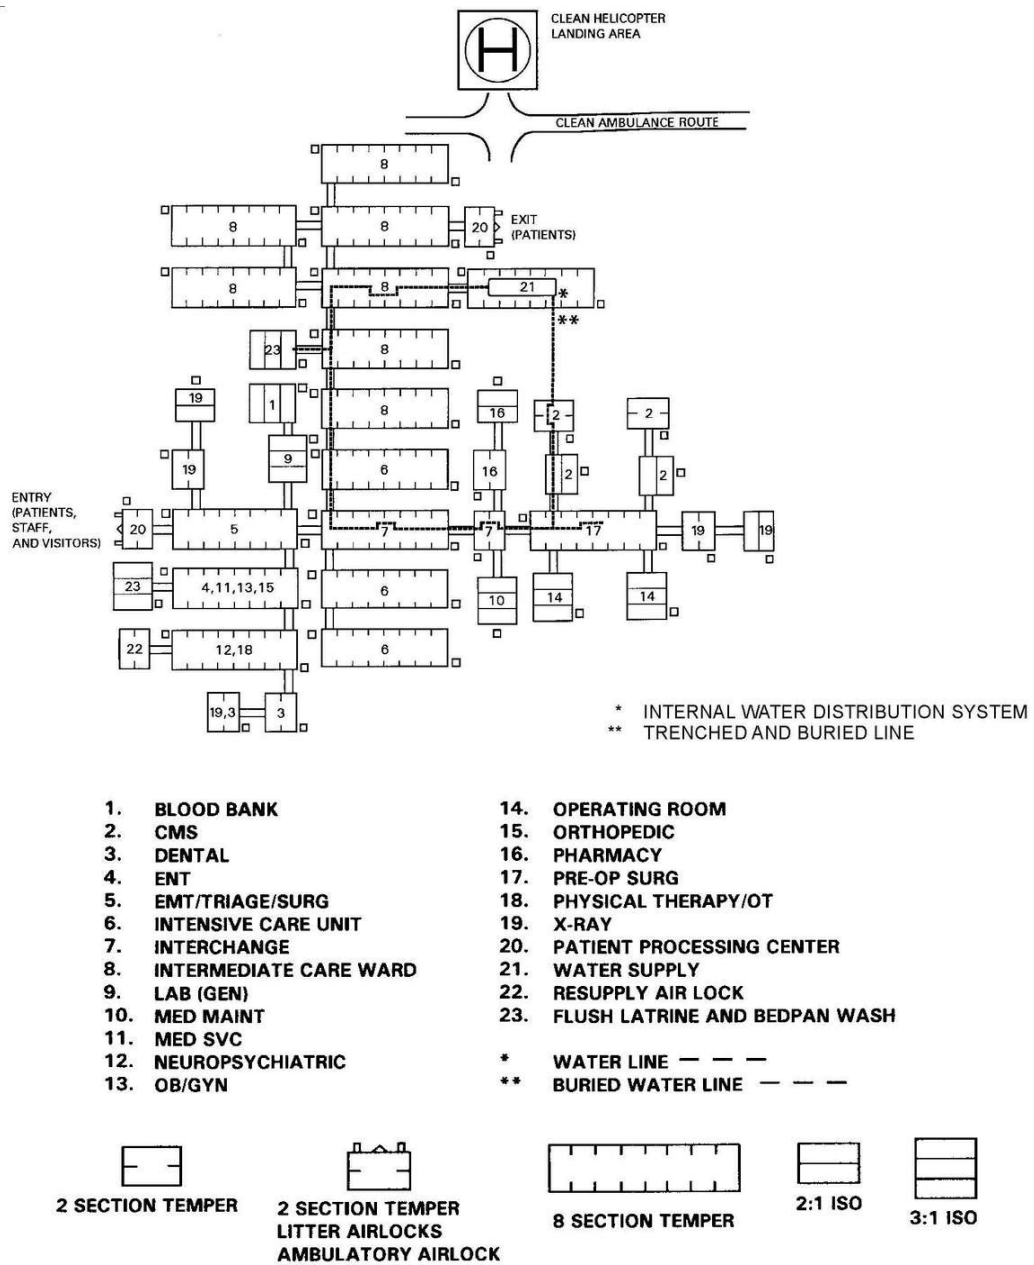 CLEAN HELICOPTER
LANDING AREA
H
CLEAN AMBULANCE ROUTE
8
8
8
20
EXIT
(PATIENTS)
8
8
21
*
**
23
8
19
1
8
16
2
2
9
19
6
16
2
2
ENTRY
(PATIENTS,
STAFF,
AND VISITORS)
20
5
7
7
17
19
19
23
4,11,13,15
6
10
14
14
22
12,18
6
19,3
3
* INTERNAL WATER DISTRIBUTION SYSTEM
** TRENCHED AND BURIED LINE
1. BLOOD BANK
2. CMS
3. DENTAL
4. ENT
5. EMT/TRIAGE/SURG
6. INTENSIVE CARE UNIT
7. INTERCHANGE
8. INTERMEDIATE CARE WARD
9. LAB (GEN)
10. MED MAINT
11. MED SVC
12. NEUROPSYCHIATRIC
13. OB/GYN
14. OPERATING ROOM
15. ORTHOPEDIC
16. PHARMACY
17. PRE-OP SURG
18. PHYSICAL THERAPY/OT
19. X-RAY
20. PATIENT PROCESSING CENTER
21. WATER SUPPLY
22. RESUPPLY AIR LOCK
23. FLUSH LATRINE AND BEDPAN WASH
* WATER LINE — — —
** BURIED WATER LINE — — —
2 SECTION TEMPER
2 SECTION TEMPER
LITTER AIRLOCKS
AMBULATORY AIRLOCK
8 SECTION TEMPER
2:1 ISO
3:1 ISO